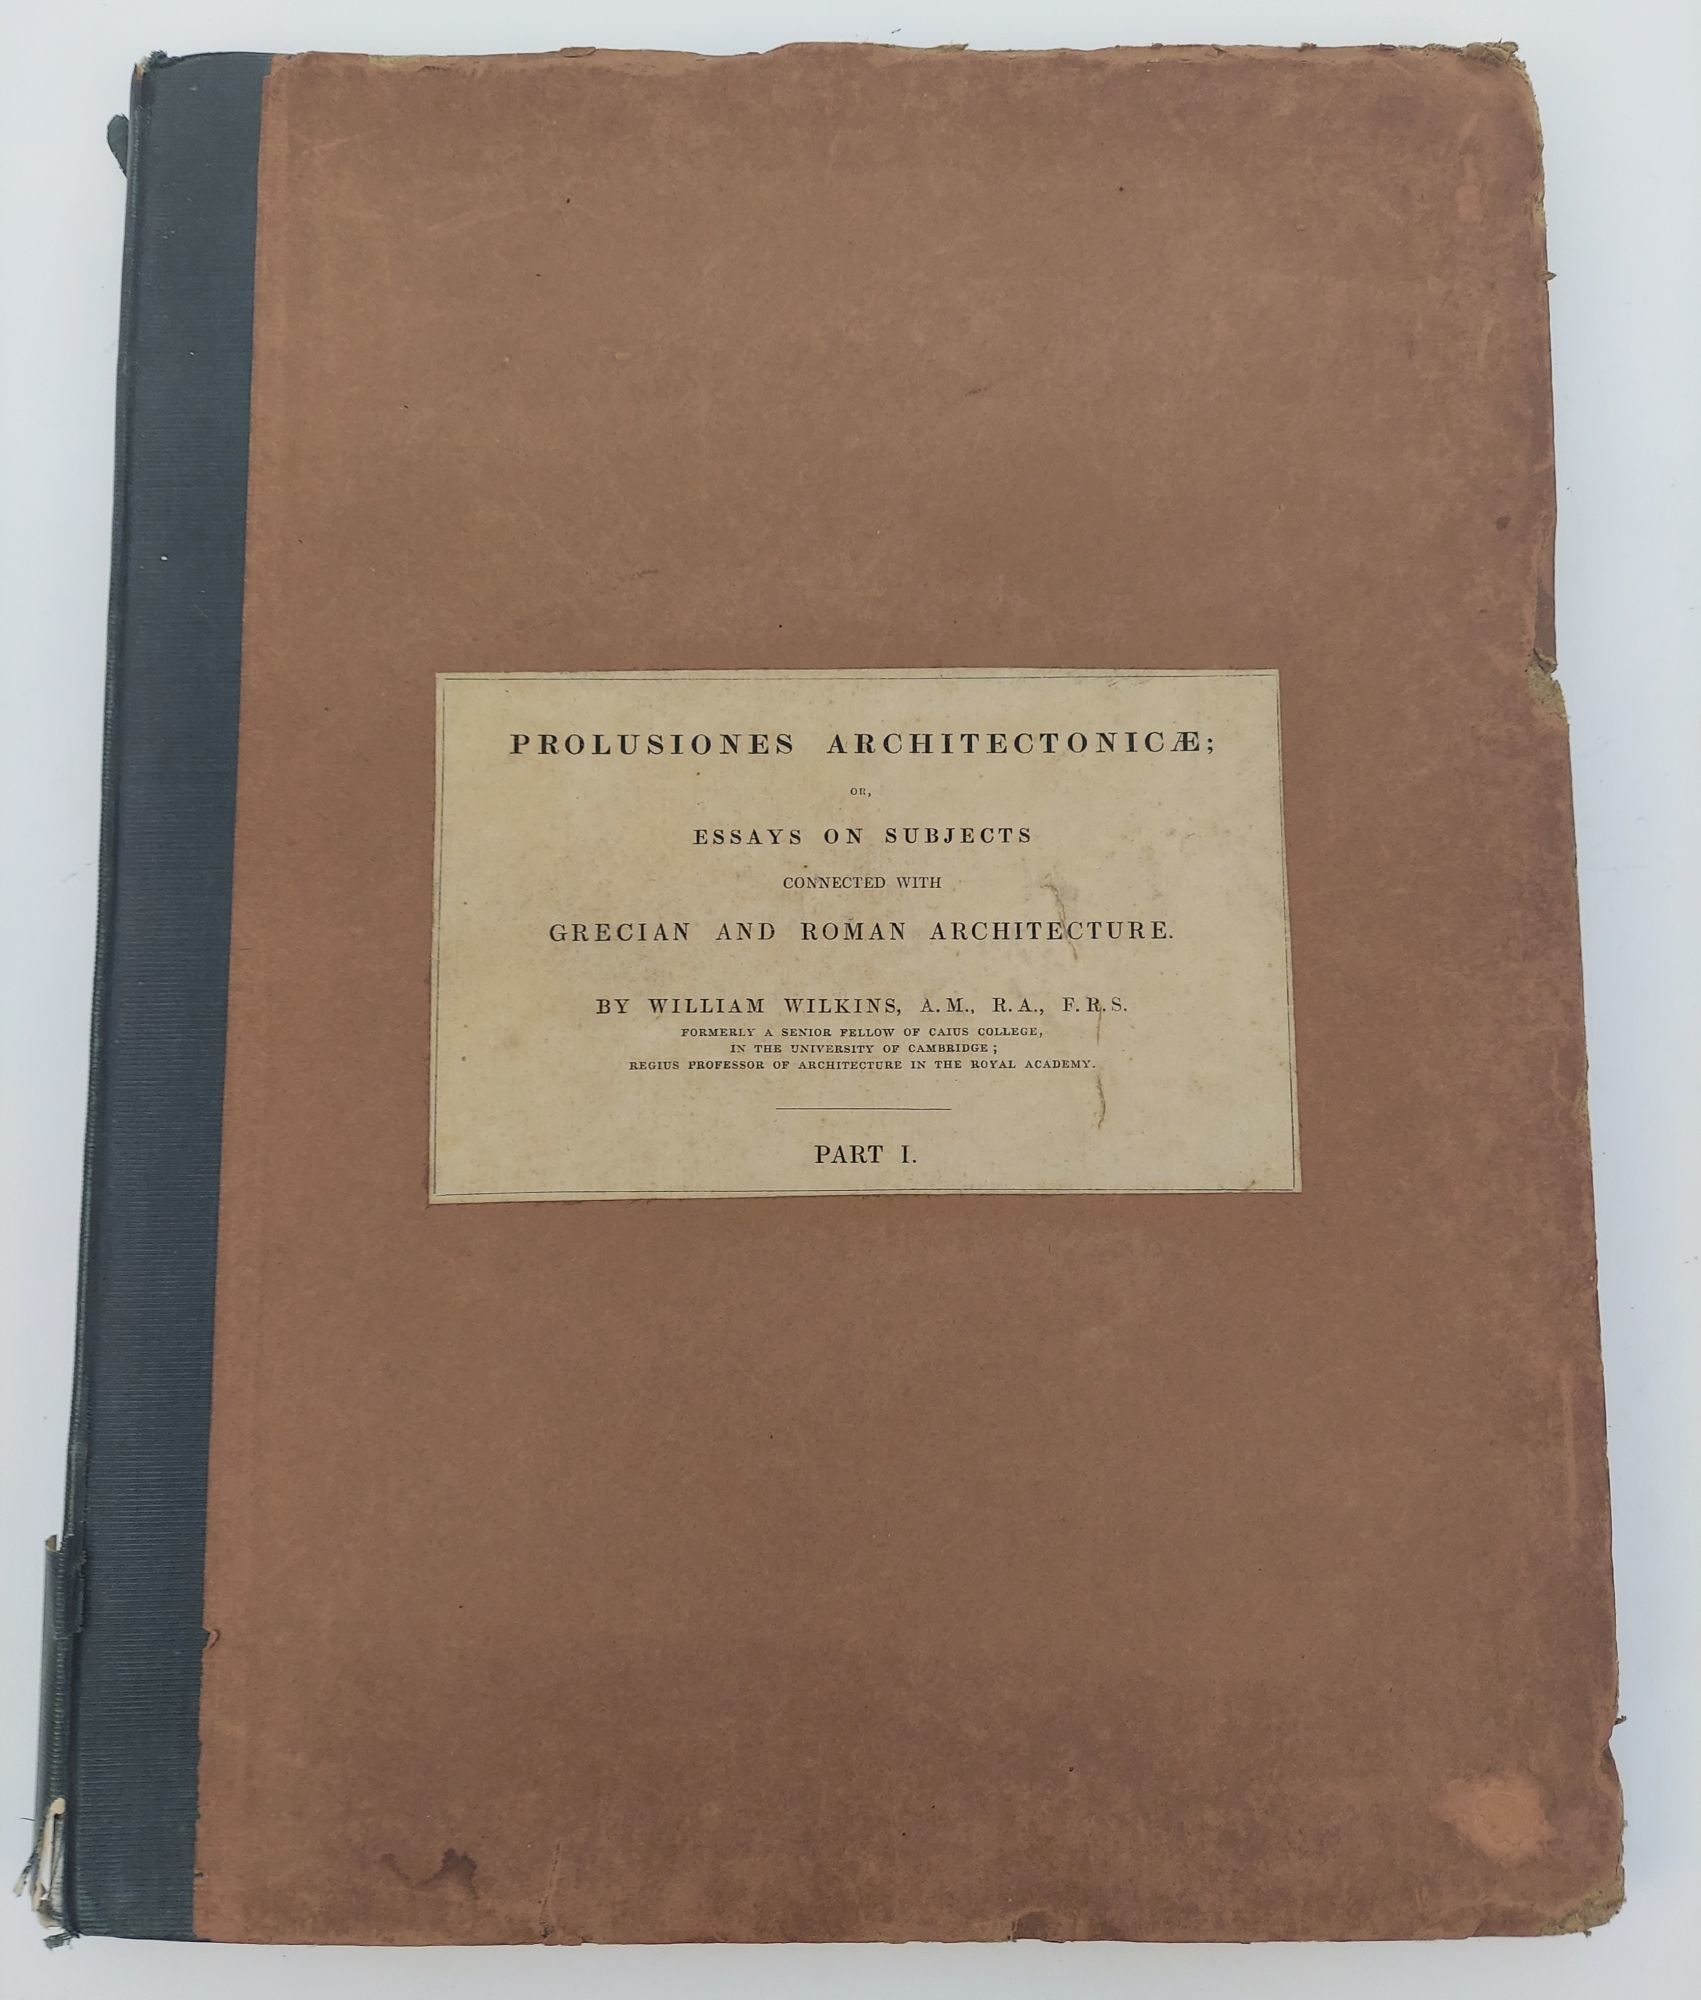 PROLUSIONES ARCHITECTONICÆ;
OR,
ESSAYS ON SUBJECTS
CONNECTED WITH
GRECIAN AND ROMAN ARCHITECTURE.
BY WILLIAM WILKINS, A.M., R.A., F.R.S.
FORMERLY A SENIOR FELLOW OF CAIUS COLLEGE,
IN THE UNIVERSITY OF CAMBRIDGE;
REGIUS PROFESSOR OF ARCHITECTURE IN THE ROYAL ACADEMY.
PART I.